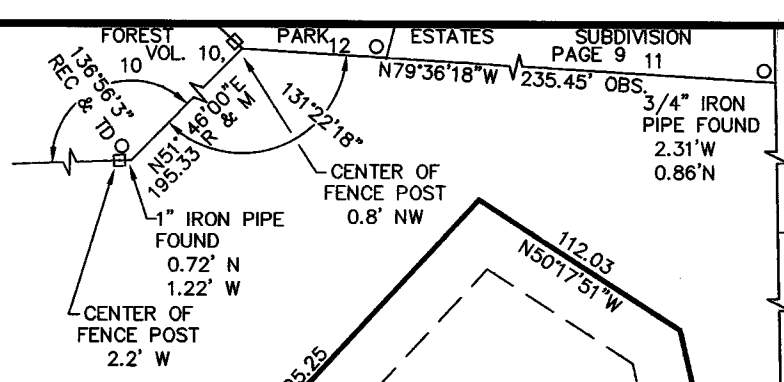 FOREST PARK ESTATES SUBDIVISION
VOL. 10, PAGE 9
10
12
11
136°56'3"
REC & TD
N51°46'00"E
195.33 R & M
131°22'18"
N79°36'18"W 235.45' OBS.
3/4" IRON
PIPE FOUND
2.31'W
0.86'N
CENTER OF
FENCE POST
0.8' NW
1" IRON PIPE
FOUND
0.72' N
1.22' W
CENTER OF
FENCE POST
2.2' W
112.03
N50°17'51"W